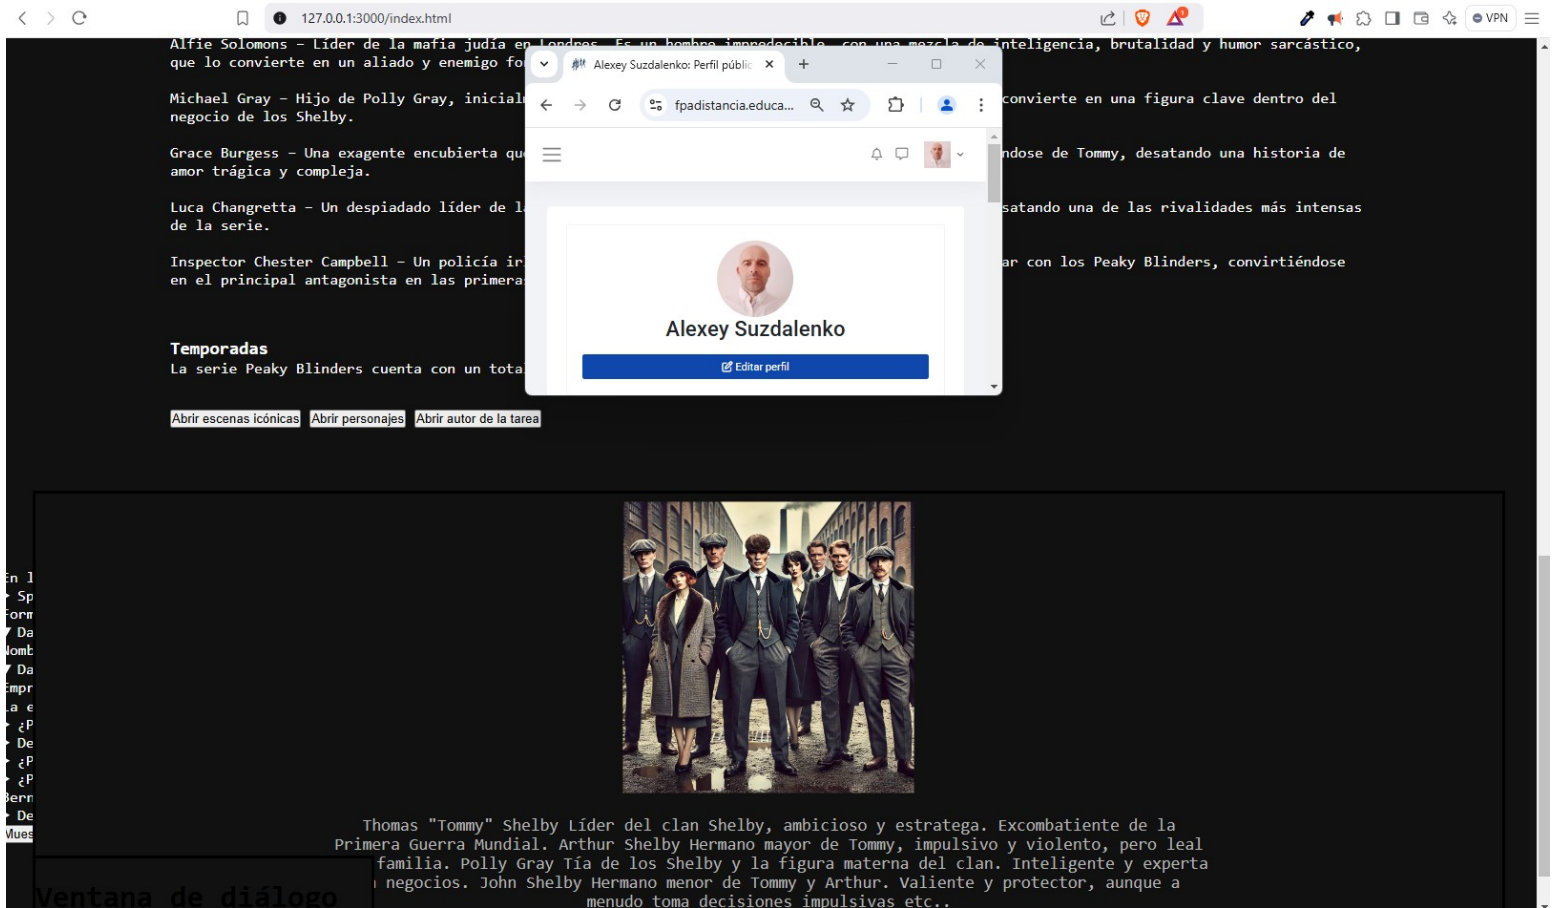 127.0.0.1:3000/index.html
VPN
Alfie Solomons – Líder de la mafia judía en Londres. Es un hombre impredecible, con una mezcla de inteligencia, brutalidad y humor sarcástico,
que lo convierte en un aliado y enemigo
Michael Gray – Hijo de Polly Gray, convierte en una figura clave dentro del
negocio de los Shelby.
Grace Burgess – Una exagente encubierta de Tommy, desatando una historia de
amor trágica y compleja.
Luca Changretta – Un despiadado líder de una de las rivalidades más intensas
de la serie.
Inspector Chester Campbell – Un policía con los Peaky Blinders, convirtiéndose
en el principal antagonista en las
Temporadas
La serie Peaky Blinders cuenta con un
Alexey Suzdalenko: Perfil públic
fpadistancia.educa...
Alexey Suzdalenko
Editar perfil
Abrir escenas icónicas Abrir personajes Abrir autor de la tarea
Thomas "Tommy" Shelby Líder del clan Shelby, ambicioso y estratega. Excombatiente de la
Primera Guerra Mundial. Arthur Shelby Hermano mayor de Tommy, impulsivo y violento, pero leal
familia. Polly Gray Tía de los Shelby y la figura materna del clan. Inteligente y experta
negocios. John Shelby Hermano menor de Tommy y Arthur. Valiente y protector, aunque a
menudo toma decisiones impulsivas etc..
Ventana de diálogo